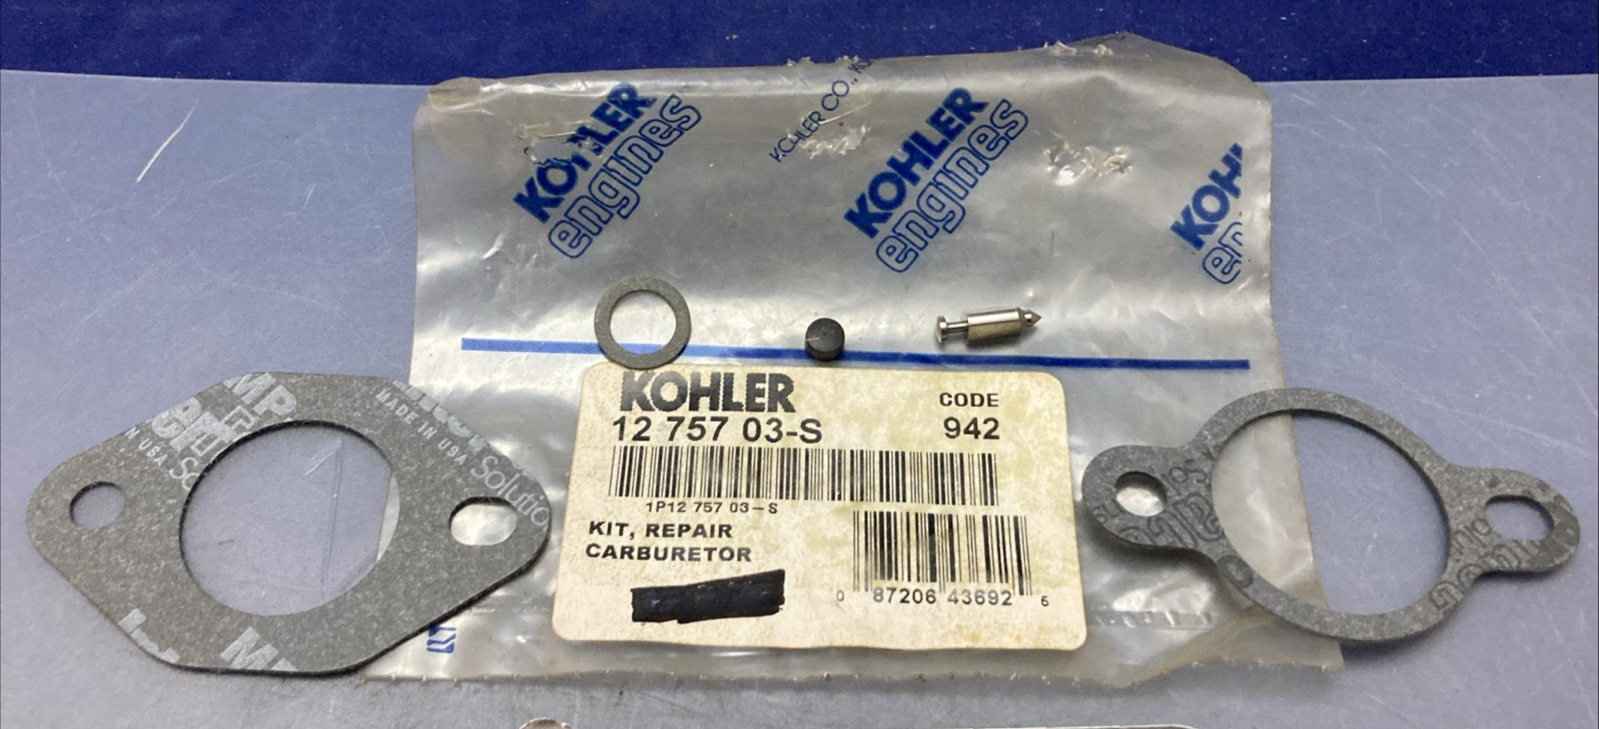 KOHLER
engines
KOHLER CO.,
KOHLER
engines
KOHLER
12 757 03-S
CODE
942
1P12 757 03-S
KIT, REPAIR
CARBURETOR
0 87206 43692 6
MADE IN USA
N USA